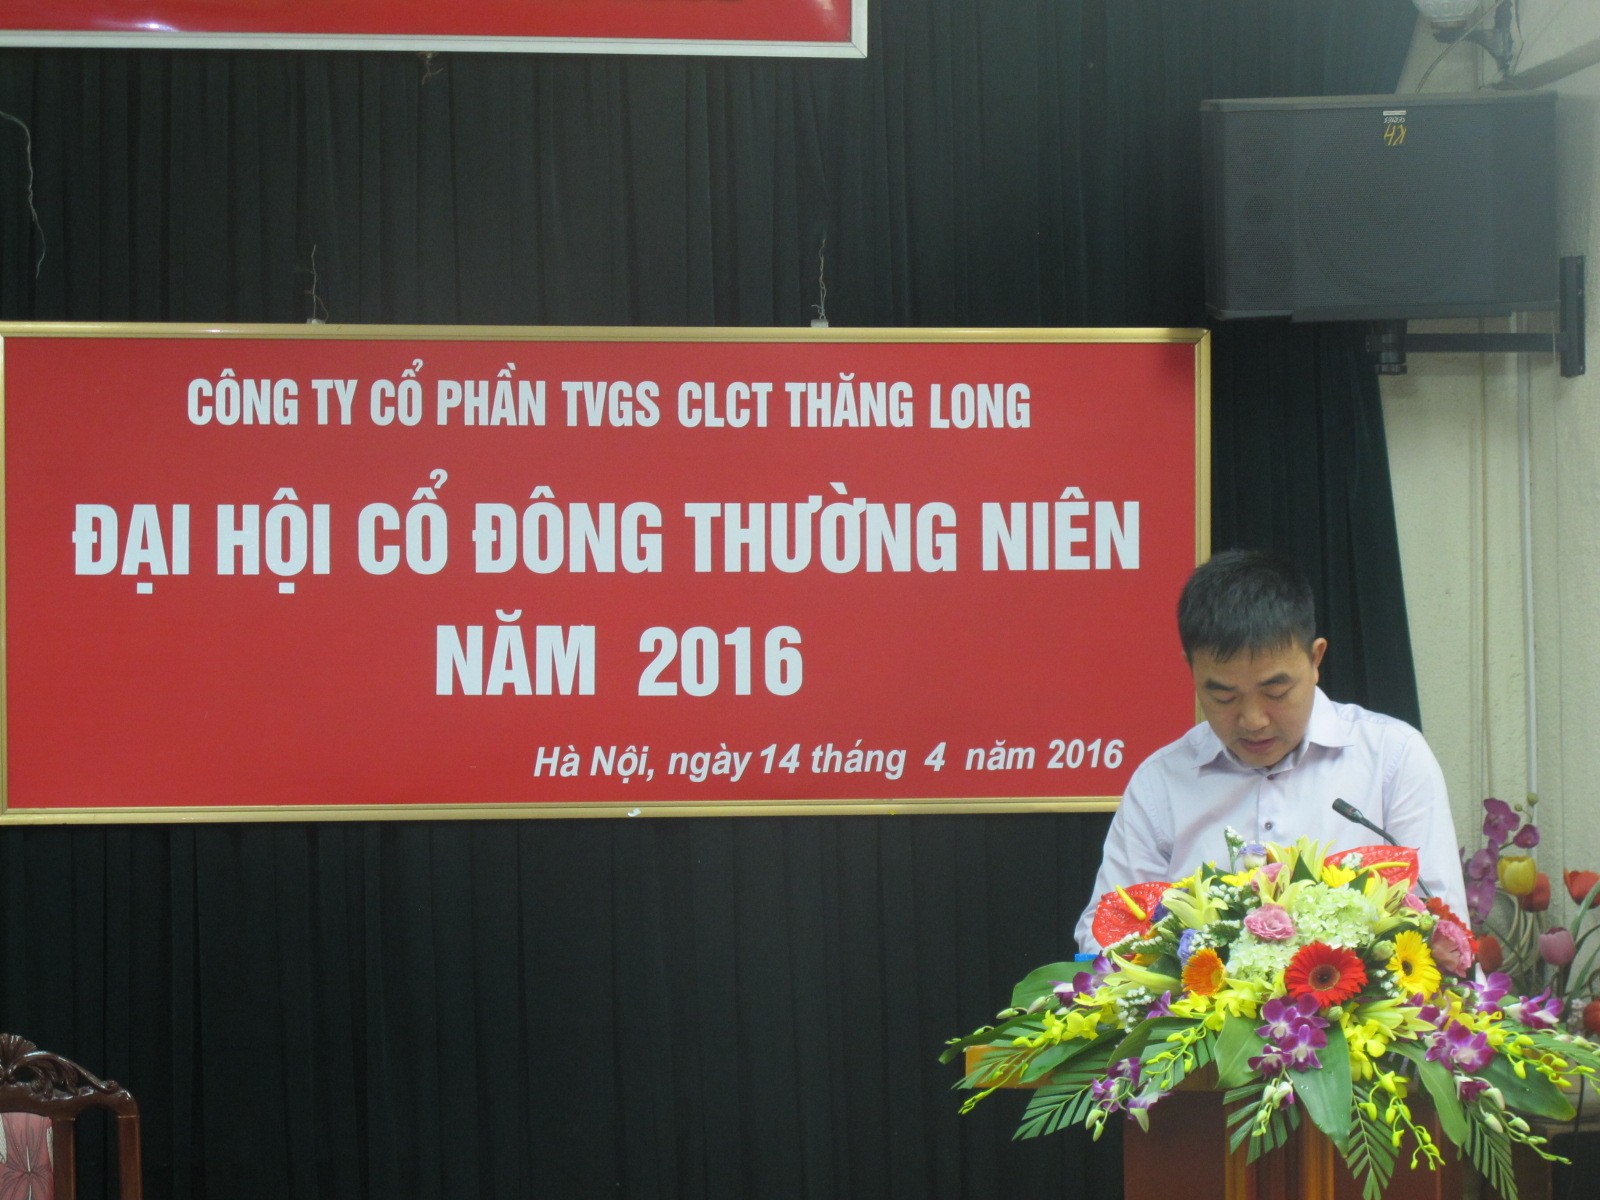 CÔNG TY CỔ PHẦN TVGS CLCT THĂNG LONG
ĐẠI HỘI CỔ ĐÔNG THƯỜNG NIÊN
NĂM 2016
Hà Nội, ngày 14 tháng 4 năm 2016
KH